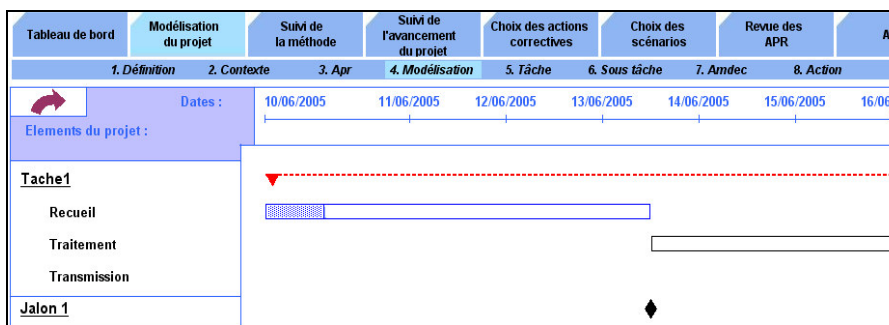 Tableau de bord
Modélisation
du projet
Suivi de
la méthode
Suivi de
l'avancement
du projet
Choix des actions
correctives
Choix des
scénarios
Revue des
APR
A
1. Définition 2. Contexte 3. Apr 4. Modélisation 5. Tâche 6. Sous tâche 7. Amdec 8. Action
Dates : 10/06/2005 11/06/2005 12/06/2005 13/06/2005 14/06/2005 15/06/2005 16/06
Elements du projet :
Tache1
Recueil
Traitement
Transmission
Jalon 1